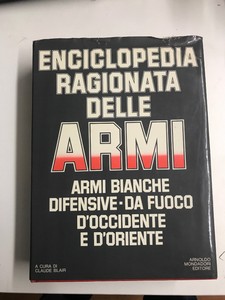 ENCICLOPEDIA
RAGIONATA
DELLE
ARMI
ARMI BIANCHE
DIFENSIVE·DA FUOCO
D'OCCIDENTE
E D'ORIENTE
A CURA DI
CLAUDE BLAIR
ARNOLDO
MONDADORI
EDITORE